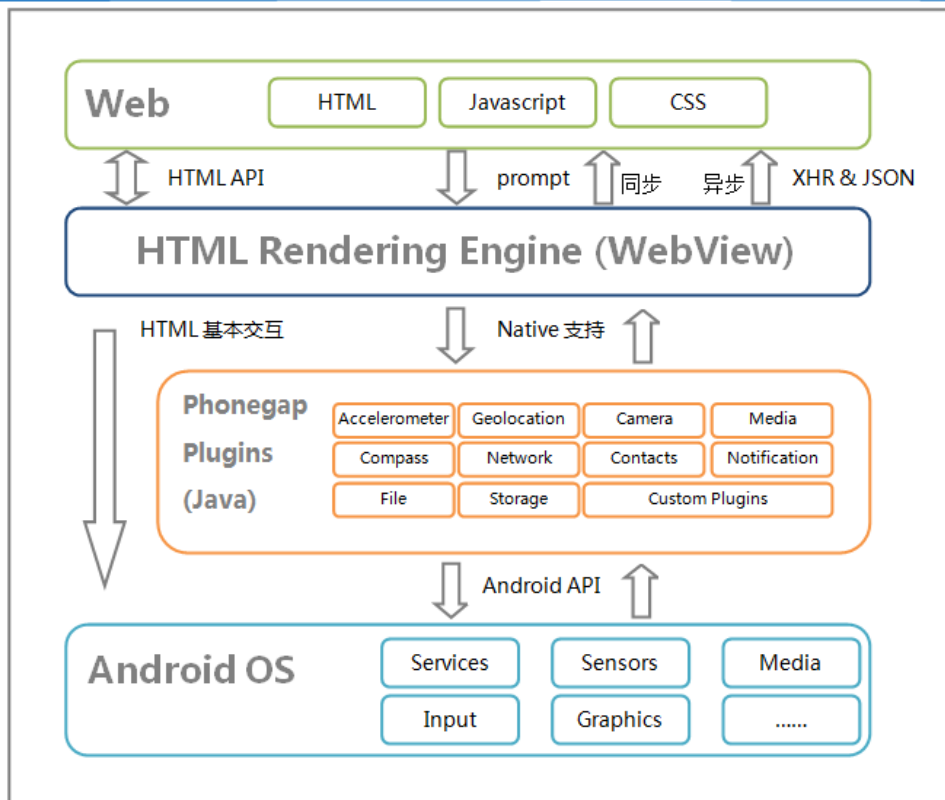 Web
HTML
Javascript
CSS
HTML API
prompt
同步
异步
XHR & JSON
HTML Rendering Engine (WebView)
HTML 基本交互
Native 支持
Phonegap
Plugins
(Java)
Accelerometer
Geolocation
Camera
Media
Compass
Network
Contacts
Notification
File
Storage
Custom Plugins
Android API
Android OS
Services
Sensors
Media
Input
Graphics
......